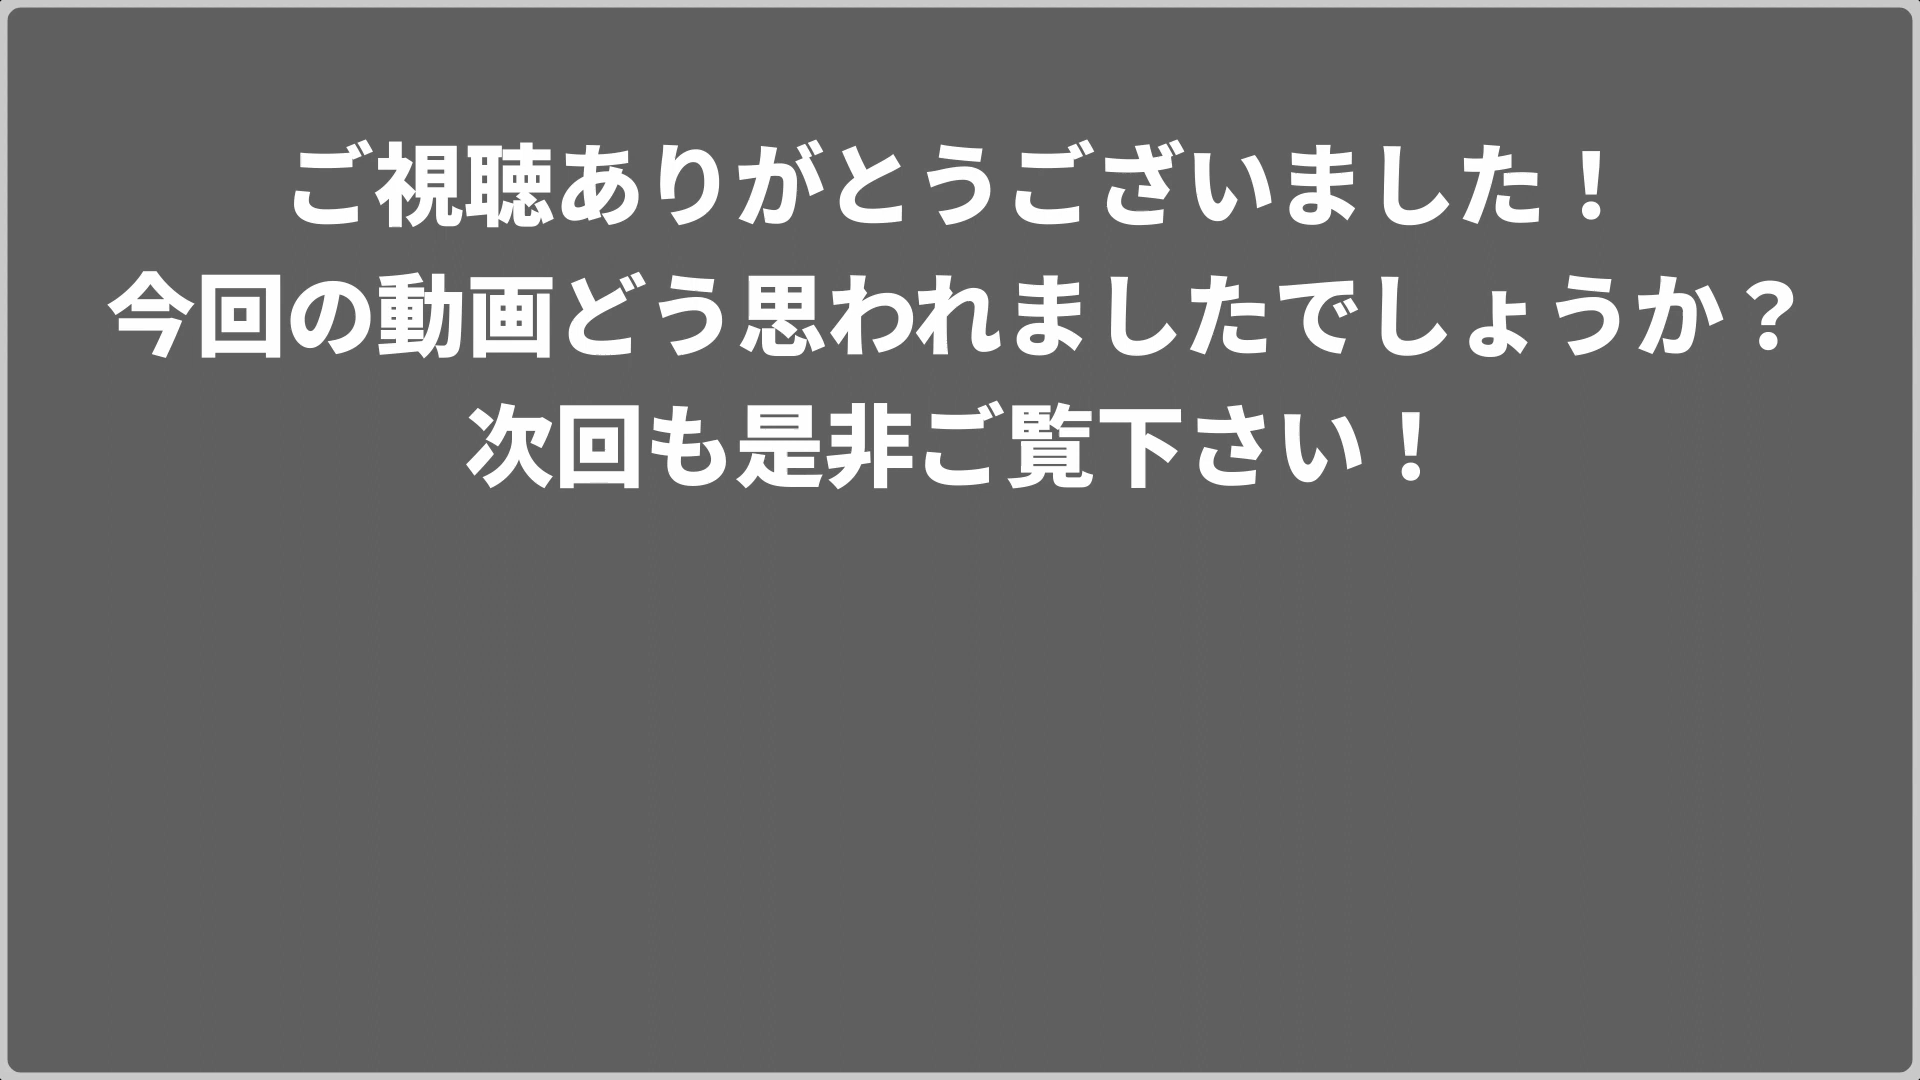 ご視聴ありがとうございました！
今回の動画どう思われましたでしょうか？
次回も是非ご覧下さい！